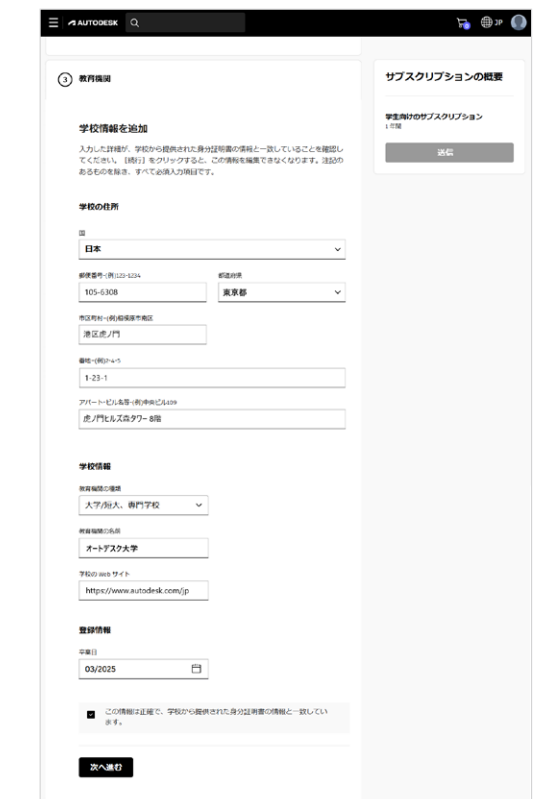 AUTODESK
JP
③ 教育機関
学校情報を追加
入力した詳細が、学校から提供された身分証明書の情報と一致していることを確認し
てください。 [続行] をクリックすると、この情報を編集できなくなります。注記の
あるものを除き、すべて必須入力項目です。
学校の住所
国
日本
郵便番号-(例)123-1234 都道府県
105-6308 東京都
市区町村-(例)相模原市南区
港区虎ノ門
番地-(例)2-4-5
1-23-1
アパート・ビル名等-(例)中央ビル109
虎ノ門ヒルズ森タワー 8階
学校情報
教育機関の種類
大学/短大、専門学校
教育機関の名前
オートデスク大学
学校の Web サイト
https://www.autodesk.com/jp
登録情報
卒業日
03/2025
この情報は正確で、学校から提供された身分証明書の情報と一致してい
ます。
次へ進む
サブスクリプションの概要
学生向けのサブスクリプション
1 年間
送信